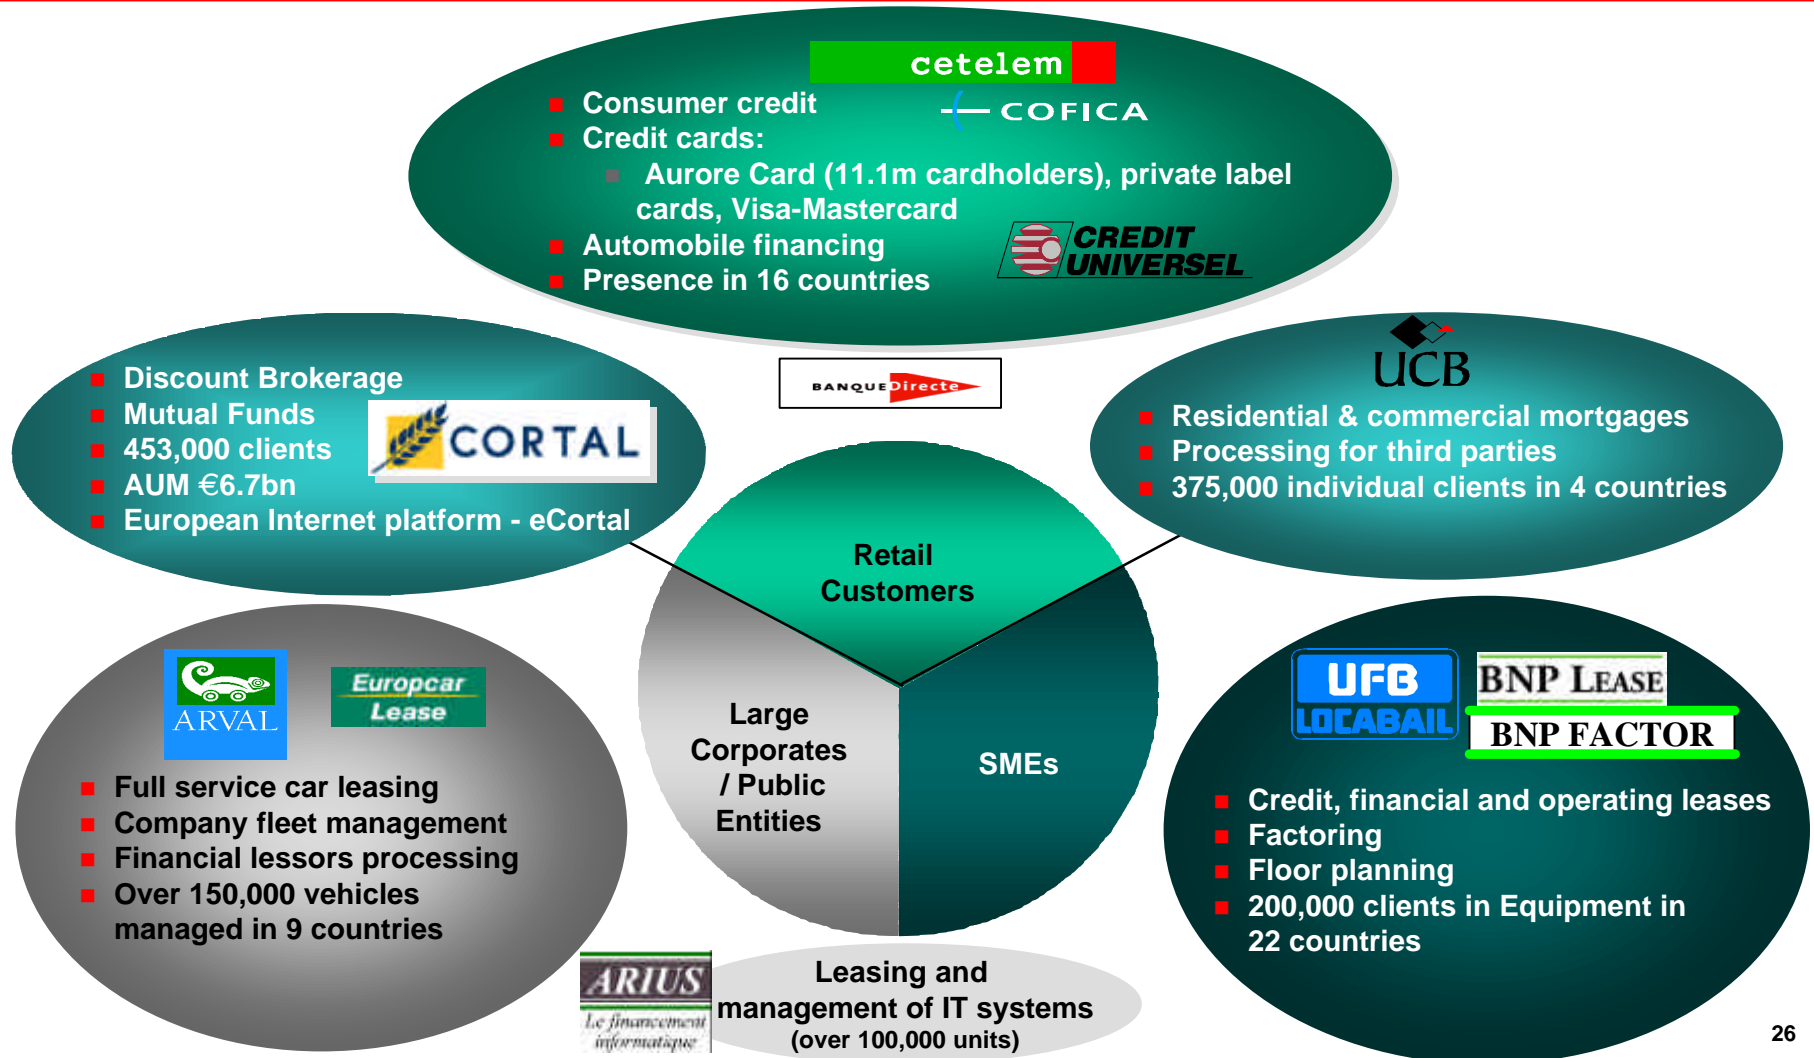 cetelem
COFICA
Consumer credit
Credit cards:
Aurore Card (11.1m cardholders), private label
cards, Visa-Mastercard
Automobile financing
Presence in 16 countries
CREDIT
UNIVERSEL
Discount Brokerage
Mutual Funds
453,000 clients
AUM €6.7bn
European Internet platform - eCortal
CORTAL
BANQUE Directe
UCB
Residential & commercial mortgages
Processing for third parties
375,000 individual clients in 4 countries
Retail
Customers
Large
Corporates
/ Public
Entities
SMEs
ARVAL
Europcar
Lease
Full service car leasing
Company fleet management
Financial lessors processing
Over 150,000 vehicles
managed in 9 countries
UFB
LOCABAIL
BNP LEASE
BNP FACTOR
Credit, financial and operating leases
Factoring
Floor planning
200,000 clients in Equipment in
22 countries
ARIUS
Le financement
informatique
Leasing and
management of IT systems
(over 100,000 units)
26